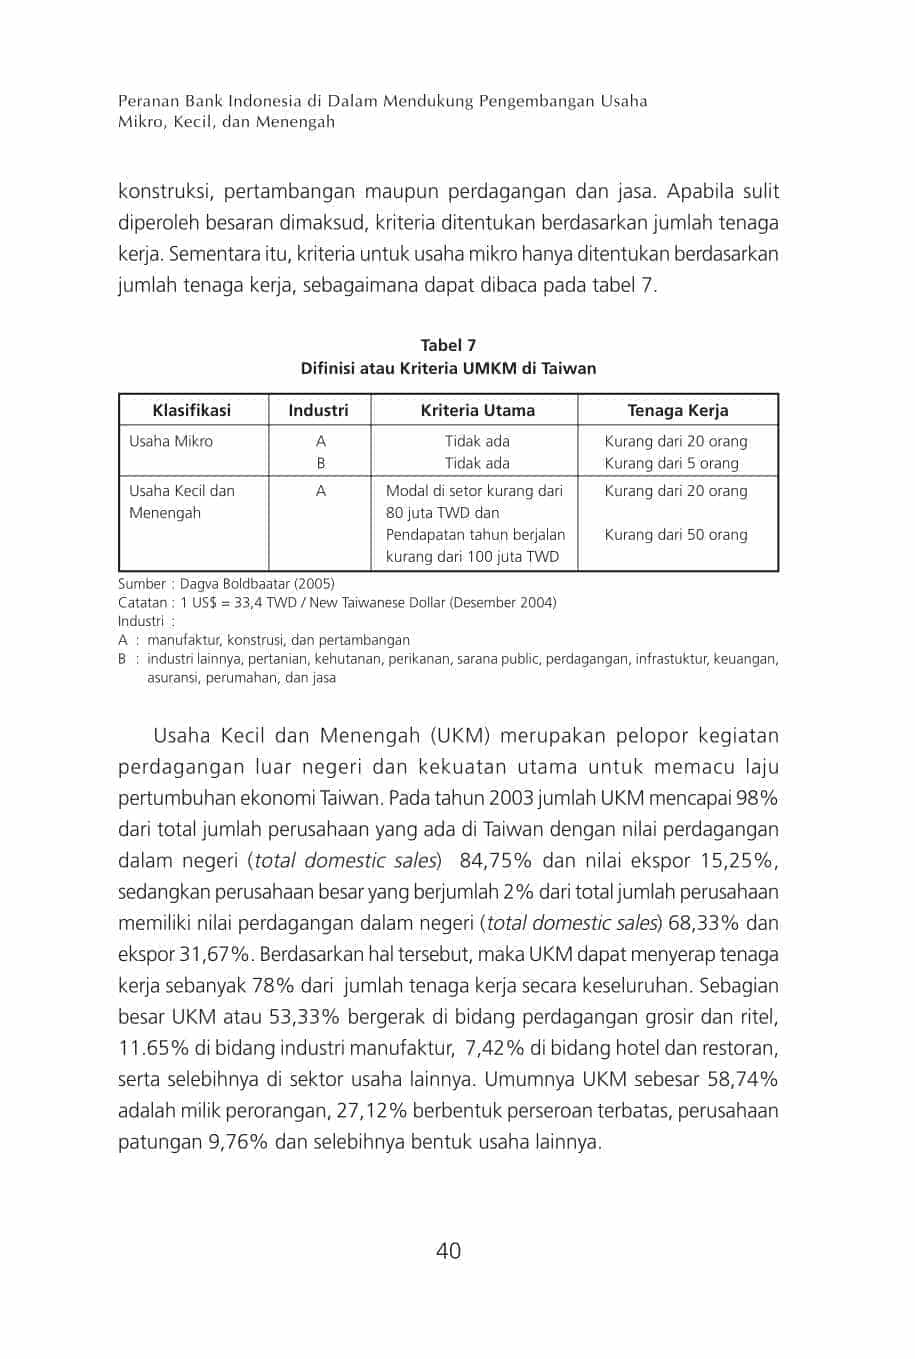 Peranan Bank Indonesia di Dalam Mendukung Pengembangan Usaha
Mikro, Kecil, dan Menengah
konstruksi, pertambangan maupun perdagangan dan jasa. Apabila sulit
diperoleh besaran dimaksud, kriteria ditentukan berdasarkan jumlah tenaga
kerja. Sementara itu, kriteria untuk usaha mikro hanya ditentukan berdasarkan
jumlah tenaga kerja, sebagaimana dapat dibaca pada tabel 7.
Tabel 7
Difinisi atau Kriteria UMKM di Taiwan
Klasifikasi Industri Kriteria Utama Tenaga Kerja
Usaha Mikro A Tidak ada Kurang dari 20 orang
B Tidak ada Kurang dari 5 orang
Usaha Kecil dan A Modal di setor kurang dari Kurang dari 20 orang
Menengah 80 juta TWD dan
Pendapatan tahun berjalan Kurang dari 50 orang
kurang dari 100 juta TWD
Sumber : Dagva Boldbaatar (2005)
Catatan : 1 US$ = 33,4 TWD / New Taiwanese Dollar (Desember 2004)
Industri :
A : manufaktur, konstrusi, dan pertambangan
B : industri lainnya, pertanian, kehutanan, perikanan, sarana public, perdagangan, infrastuktur, keuangan,
asuransi, perumahan, dan jasa
Usaha Kecil dan Menengah (UKM) merupakan pelopor kegiatan
perdagangan luar negeri dan kekuatan utama untuk memacu laju
pertumbuhan ekonomi Taiwan. Pada tahun 2003 jumlah UKM mencapai 98%
dari total jumlah perusahaan yang ada di Taiwan dengan nilai perdagangan
dalam negeri (total domestic sales) 84,75% dan nilai ekspor 15,25%,
sedangkan perusahaan besar yang berjumlah 2% dari total jumlah perusahaan
memiliki nilai perdagangan dalam negeri (total domestic sales) 68,33% dan
ekspor 31,67%. Berdasarkan hal tersebut, maka UKM dapat menyerap tenaga
kerja sebanyak 78% dari jumlah tenaga kerja secara keseluruhan. Sebagian
besar UKM atau 53,33% bergerak di bidang perdagangan grosir dan ritel,
11.65% di bidang industri manufaktur, 7,42% di bidang hotel dan restoran,
serta selebihnya di sektor usaha lainnya. Umumnya UKM sebesar 58,74%
adalah milik perorangan, 27,12% berbentuk perseroan terbatas, perusahaan
patungan 9,76% dan selebihnya bentuk usaha lainnya.
40